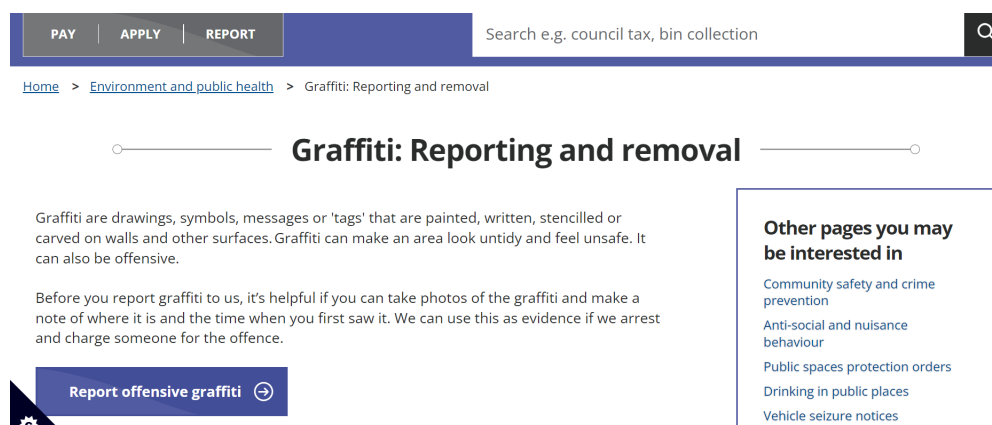 PAY
APPLY
REPORT
Search e.g. council tax, bin collection
Home > Environment and public health > Graffiti: Reporting and removal
Graffiti: Reporting and removal
Graffiti are drawings, symbols, messages or 'tags' that are painted, written, stencilled or
carved on walls and other surfaces. Graffiti can make an area look untidy and feel unsafe. It
can also be offensive.
Before you report graffiti to us, it’s helpful if you can take photos of the graffiti and make a
note of where it is and the time when you first saw it. We can use this as evidence if we arrest
and charge someone for the offence.
Report offensive graffiti
Other pages you may
be interested in
Community safety and crime
prevention
Anti-social and nuisance
behaviour
Public spaces protection orders
Drinking in public places
Vehicle seizure notices